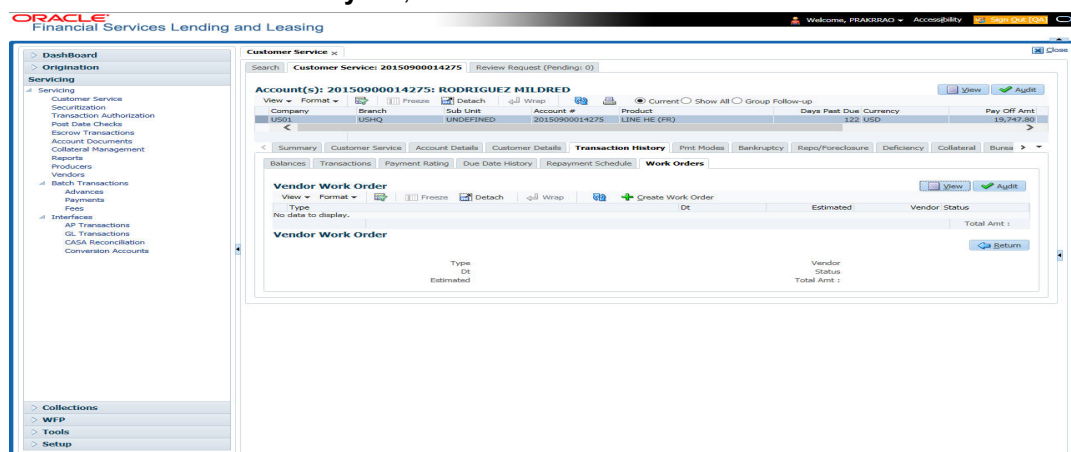 ORACLE
Financial Services Lending and Leasing
Welcome, PRAKRRAO Accessibility Sign Out [QA]
Close
DashBoard
Origination
Servicing
Servicing
Customer Service
Securitization
Transaction Authorization
Post Date Checks
Escrow Transactions
Account Documents
Collateral Management
Reports
Producers
Vendors
Batch Transactions
Advances
Payments
Fees
Interfaces
AP Transactions
GL Transactions
CASA Reconciliation
Conversion Accounts
Collections
WFP
Tools
Setup
Customer Service x
Search Customer Service: 20150900014275 Review Request (Pending: 0)
Account(s): 20150900014275: RODRIGUEZ MILDRED
View Audit
View Format Freeze Detach Wrap Current Show All Group Follow-up
Company Branch Sub Unit Account # Product Days Past Due Currency Pay Off Amt
US01 USHQ UNDEFINED 20150900014275 LINE HE (FR) 122 USD 19,747.80
Summary Customer Service Account Details Customer Details Transaction History Pmt Modes Bankruptcy Repo/Foreclosure Deficiency Collateral Burea
Balances Transactions Payment Rating Due Date History Repayment Schedule Work Orders
Vendor Work Order
View Audit
View Format Freeze Detach Wrap Create Work Order
Type Dt Estimated Vendor Status
No data to display.
Total Amt :
Vendor Work Order
Return
Type Vendor
Dt Status
Estimated Total Amt :